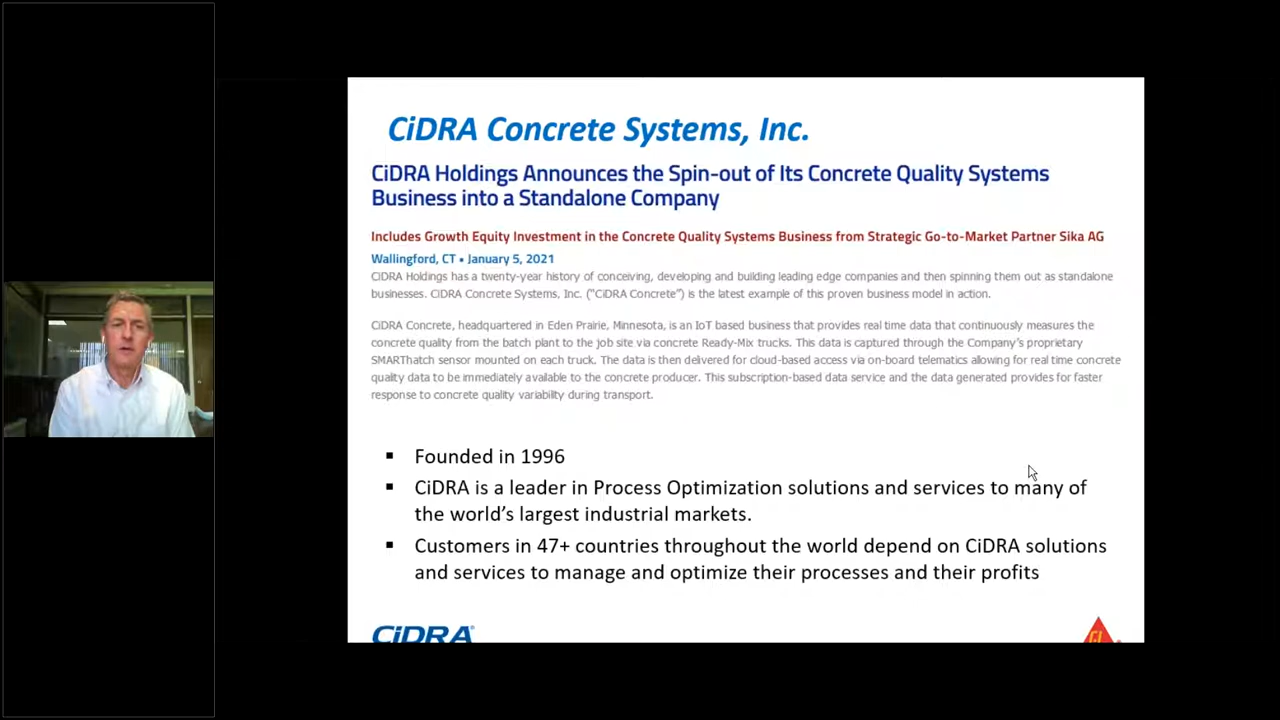 CiDRA Concrete Systems, Inc.
CiDRA Holdings Announces the Spin-out of Its Concrete Quality Systems
Business into a Standalone Company
Includes Growth Equity Investment in the Concrete Quality Systems Business from Strategic Go-to-Market Partner Sika AG
Wallingford, CT • January 5, 2021
CiDRA Holdings has a twenty-year history of conceiving, developing and building leading edge companies and then spinning them out as standalone
businesses. CiDRA Concrete Systems, Inc. ("CiDRA Concrete") is the latest example of this proven business model in action.
CiDRA Concrete, headquartered in Eden Prairie, Minnesota, is an IoT based business that provides real time data that continuously measures the
concrete quality from the batch plant to the job site via concrete Ready-Mix trucks. This data is captured through the Company's proprietary
SMARThatch sensor mounted on each truck. The data is then delivered for cloud-based access via on-board telematics allowing for real time concrete
quality data to be immediately available to the concrete producer. This subscription-based data service and the data generated provides for faster
response to concrete quality variability during transport.
▪ Founded in 1996
▪ CiDRA is a leader in Process Optimization solutions and services to many of
the world's largest industrial markets.
▪ Customers in 47+ countries throughout the world depend on CiDRA solutions
and services to manage and optimize their processes and their profits
CiDRA®